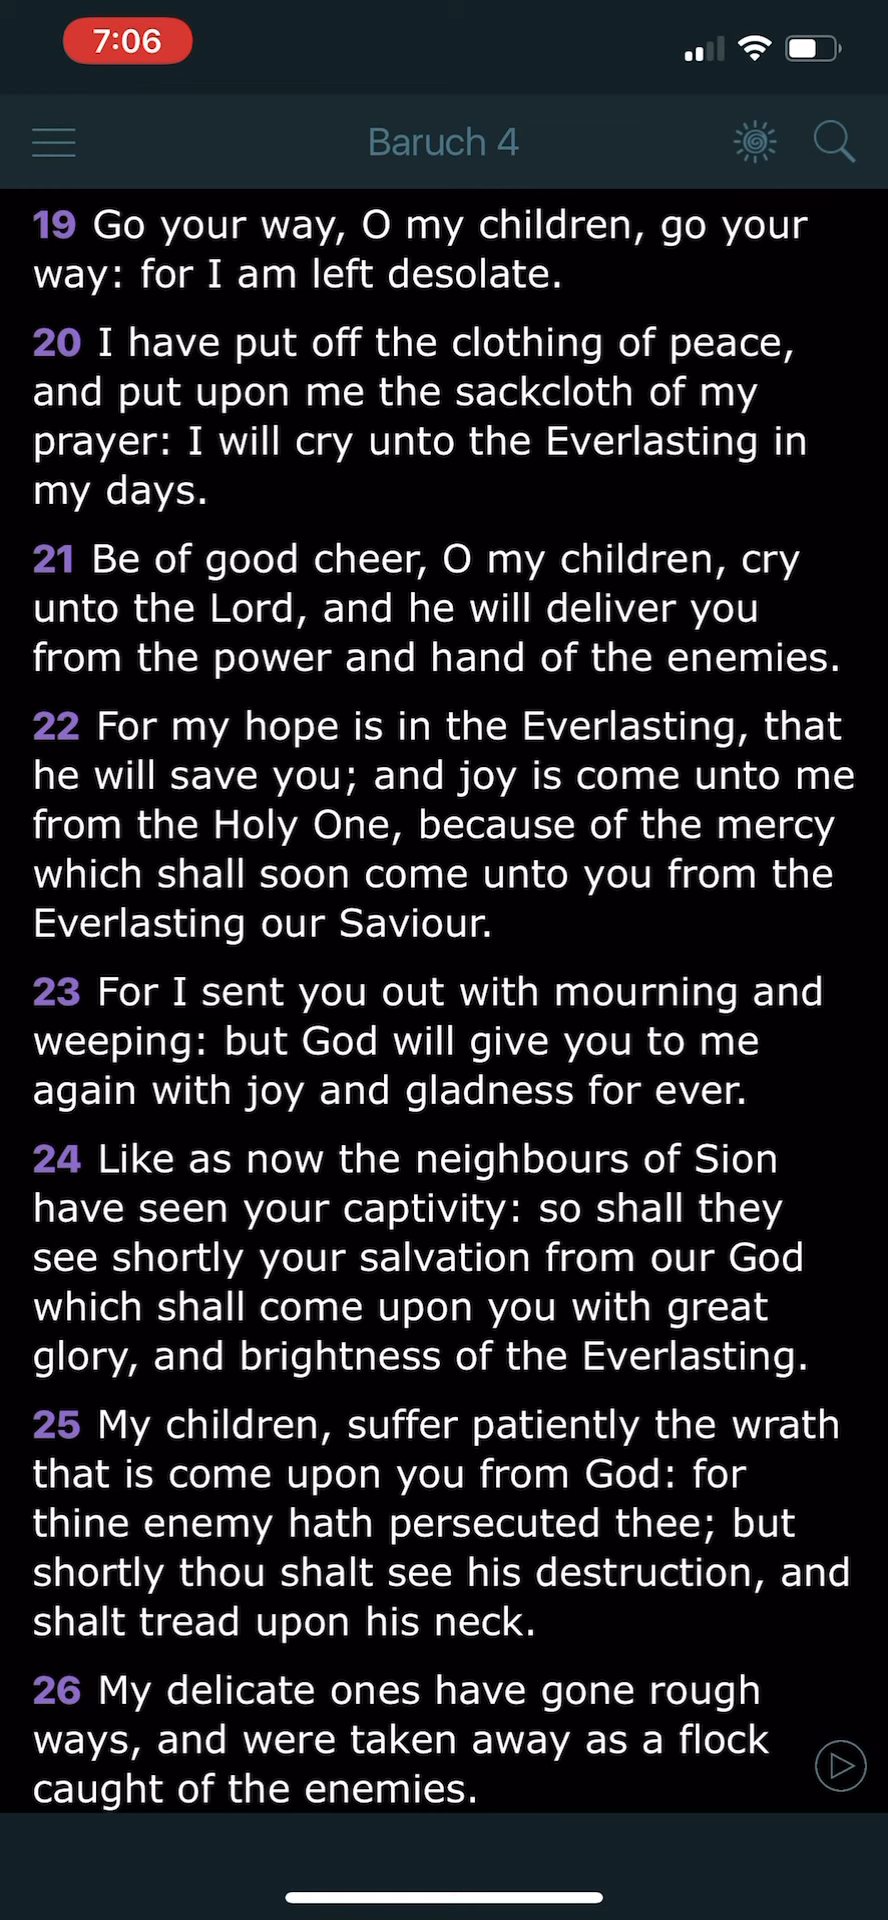 7:06
Baruch 4
19 Go your way, O my children, go your
way: for I am left desolate.
20 I have put off the clothing of peace,
and put upon me the sackcloth of my
prayer: I will cry unto the Everlasting in
my days.
21 Be of good cheer, O my children, cry
unto the Lord, and he will deliver you
from the power and hand of the enemies.
22 For my hope is in the Everlasting, that
he will save you; and joy is come unto me
from the Holy One, because of the mercy
which shall soon come unto you from the
Everlasting our Saviour.
23 For I sent you out with mourning and
weeping: but God will give you to me
again with joy and gladness for ever.
24 Like as now the neighbours of Sion
have seen your captivity: so shall they
see shortly your salvation from our God
which shall come upon you with great
glory, and brightness of the Everlasting.
25 My children, suffer patiently the wrath
that is come upon you from God: for
thine enemy hath persecuted thee; but
shortly thou shalt see his destruction, and
shalt tread upon his neck.
26 My delicate ones have gone rough
ways, and were taken away as a flock
caught of the enemies.